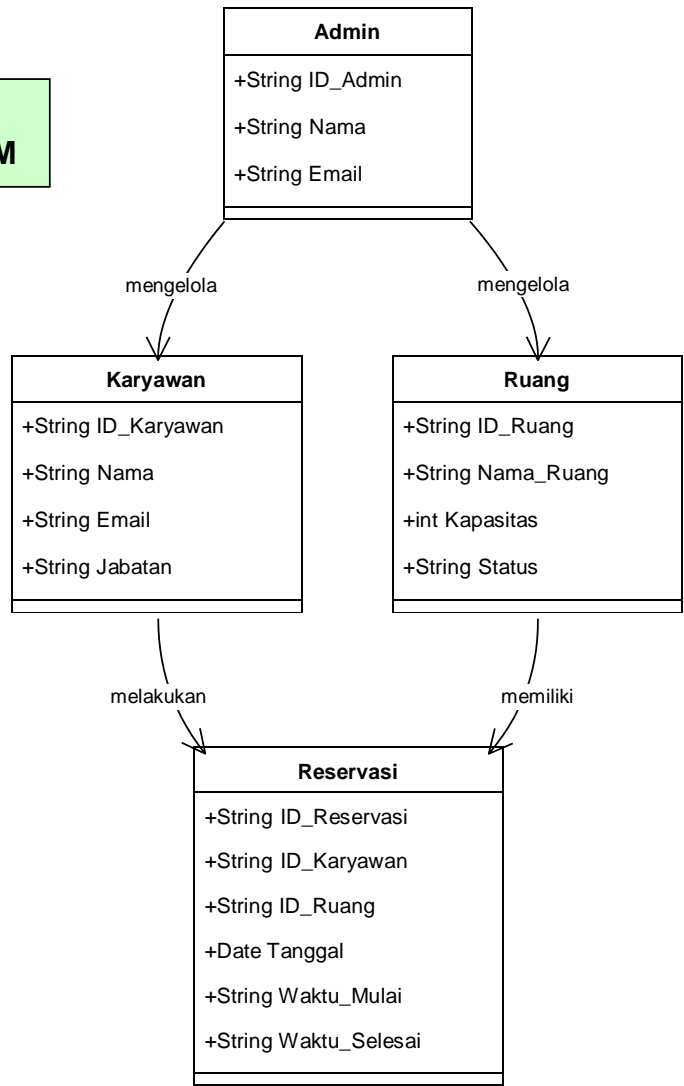 Admin
+String ID_Admin
+String Nama
+String Email
M
mengelola
mengelola
Karyawan
+String ID_Karyawan
+String Nama
+String Email
+String Jabatan
Ruang
+String ID_Ruang
+String Nama_Ruang
+int Kapasitas
+String Status
melakukan
memiliki
Reservasi
+String ID_Reservasi
+String ID_Karyawan
+String ID_Ruang
+Date Tanggal
+String Waktu_Mulai
+String Waktu_Selesai